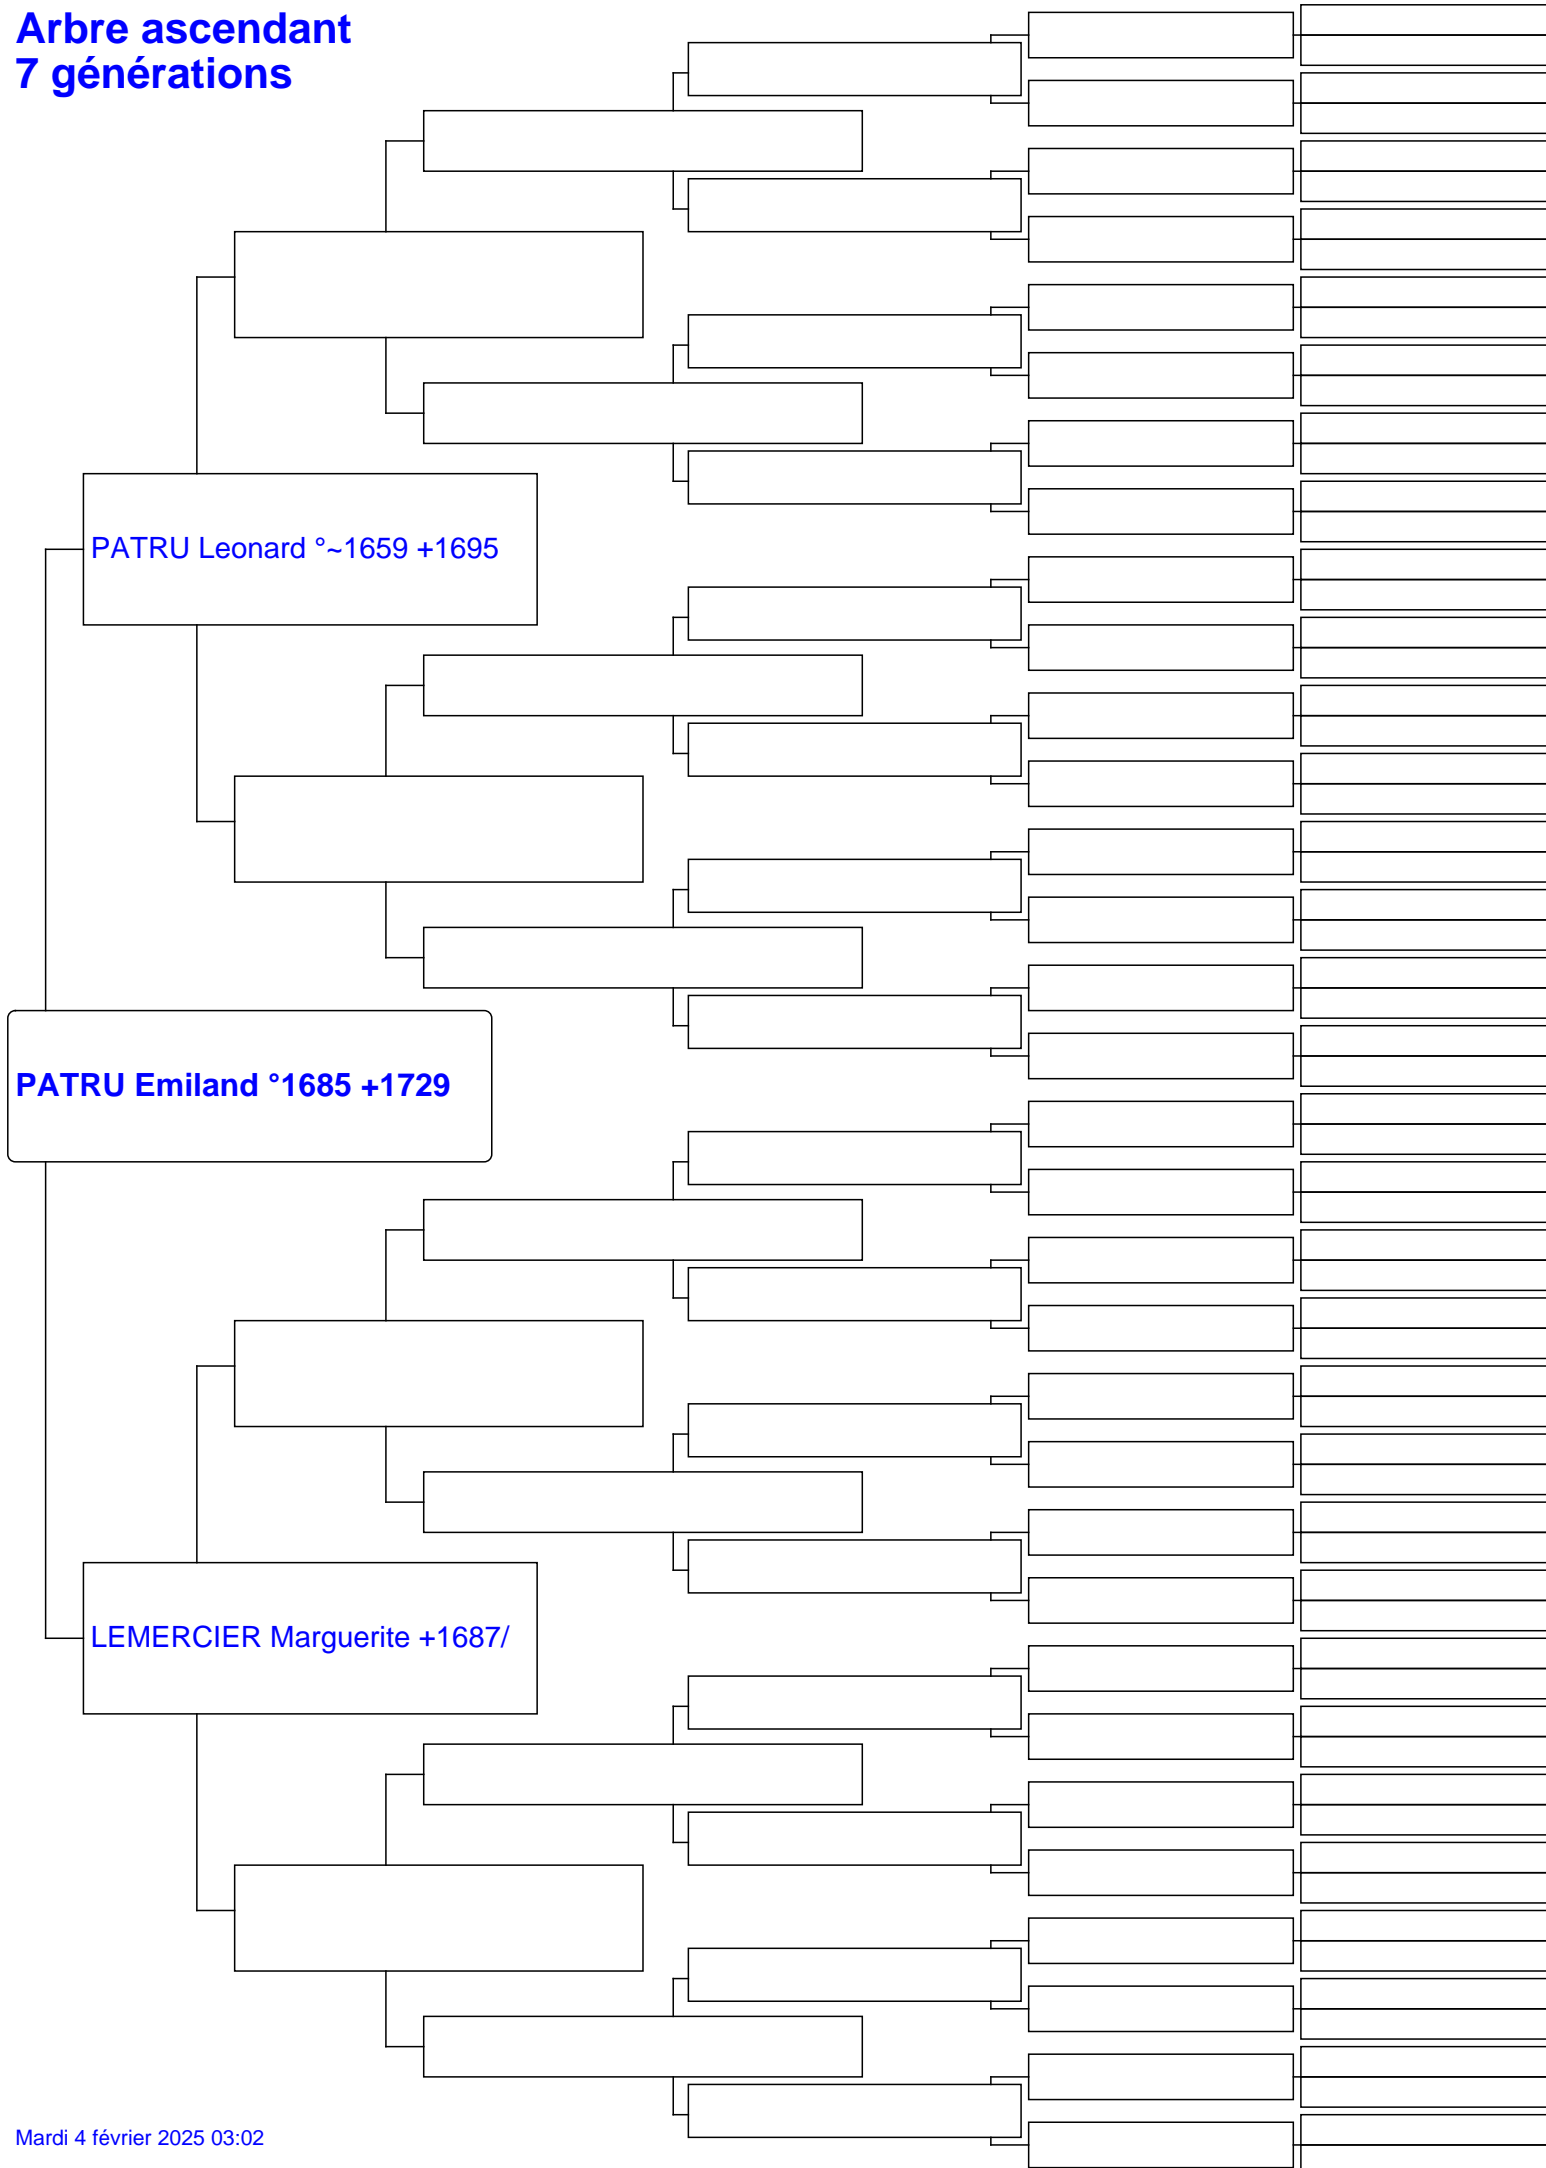 Arbre ascendant
7 générations
PATRU Leonard °~1659 +1695
PATRU Emiland °1685 +1729
LEMERCIER Marguerite +1687/
Mardi 4 février 2025 03:02